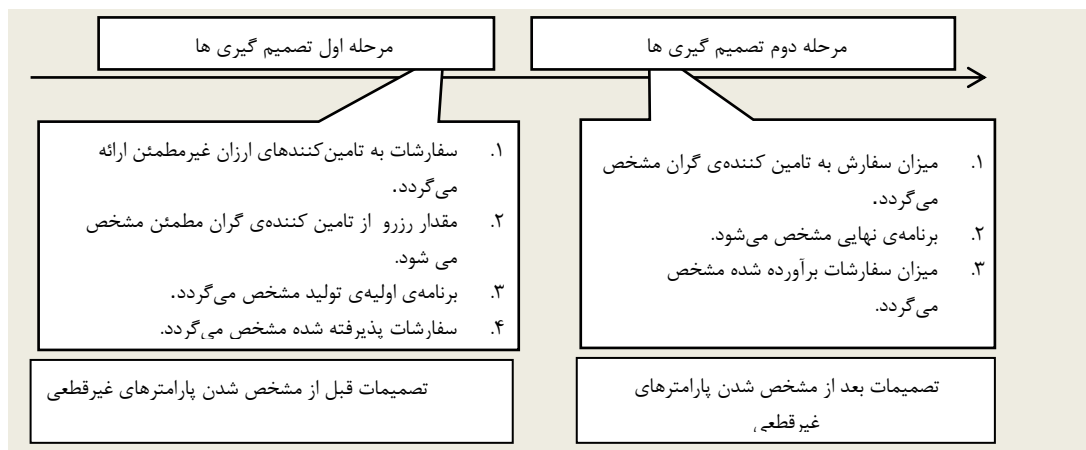 مرحله اول تصمیم گیری ها
مرحله دوم تصمیم گیری ها
۱. سفارشات به تامین‌کنندهای ارزان غیرمطمئن ارائه
می‌گردد.
۲. مقدار رزرو از تامین کننده‌ی گران مطمئن مشخص
می شود.
۳. برنامه‌ی اولیه‌ی تولید مشخص می‌گردد.
۴. سفارشات پذیرفته شده مشخص می‌گردد.
۱. میزان سفارش به تامین کننده‌ی گران مشخص
می‌گردد.
۲. برنامه‌ی نهایی مشخص می‌شود.
۳. میزان سفارشات برآورده شده مشخص
می‌گردد.
تصمیمات قبل از مشخص شدن پارامترهای غیرقطعی
تصمیمات بعد از مشخص شدن پارامترهای
غیرقطعی